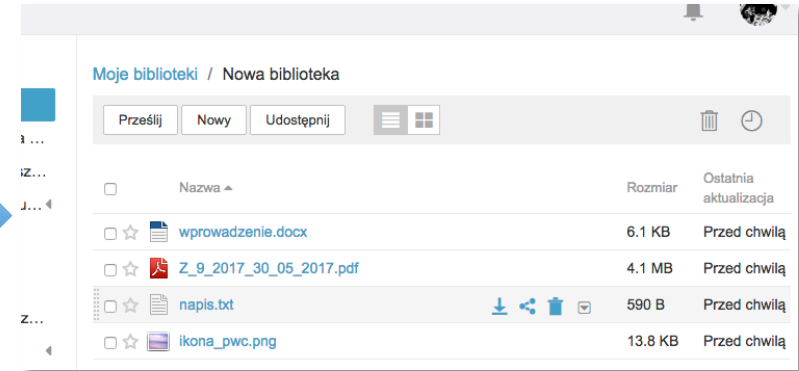 Moje biblioteki / Nowa biblioteka
Prześlij Nowy Udostępnij
Nazwa Rozmiar Ostatnia aktualizacja
wprowadzenie.docx 6.1 KB Przed chwilą
Z_9_2017_30_05_2017.pdf 4.1 MB Przed chwilą
napis.txt 590 B Przed chwilą
ikona_pwc.png 13.8 KB Przed chwilą